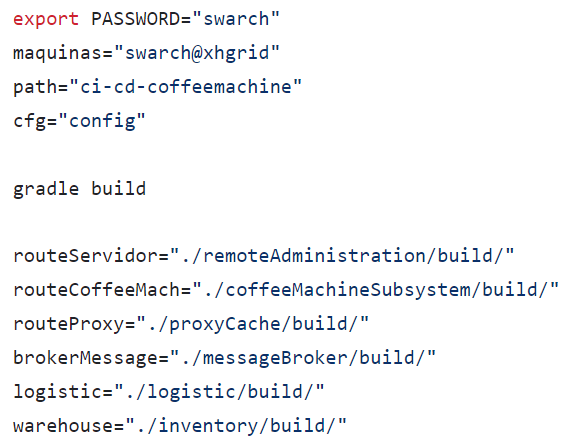 export PASSWORD="swarch"
maquinas="swarch@xhgrid"
path="ci-cd-coffeemachine"
cfg="config"
gradle build
routeServidor="./remoteAdministration/build/"
routeCoffeeMach="./coffeeMachineSubsystem/build/"
routeProxy="./proxyCache/build/"
brokerMessage="./messageBroker/build/"
logistic="./logistic/build/"
warehouse="./inventory/build/"